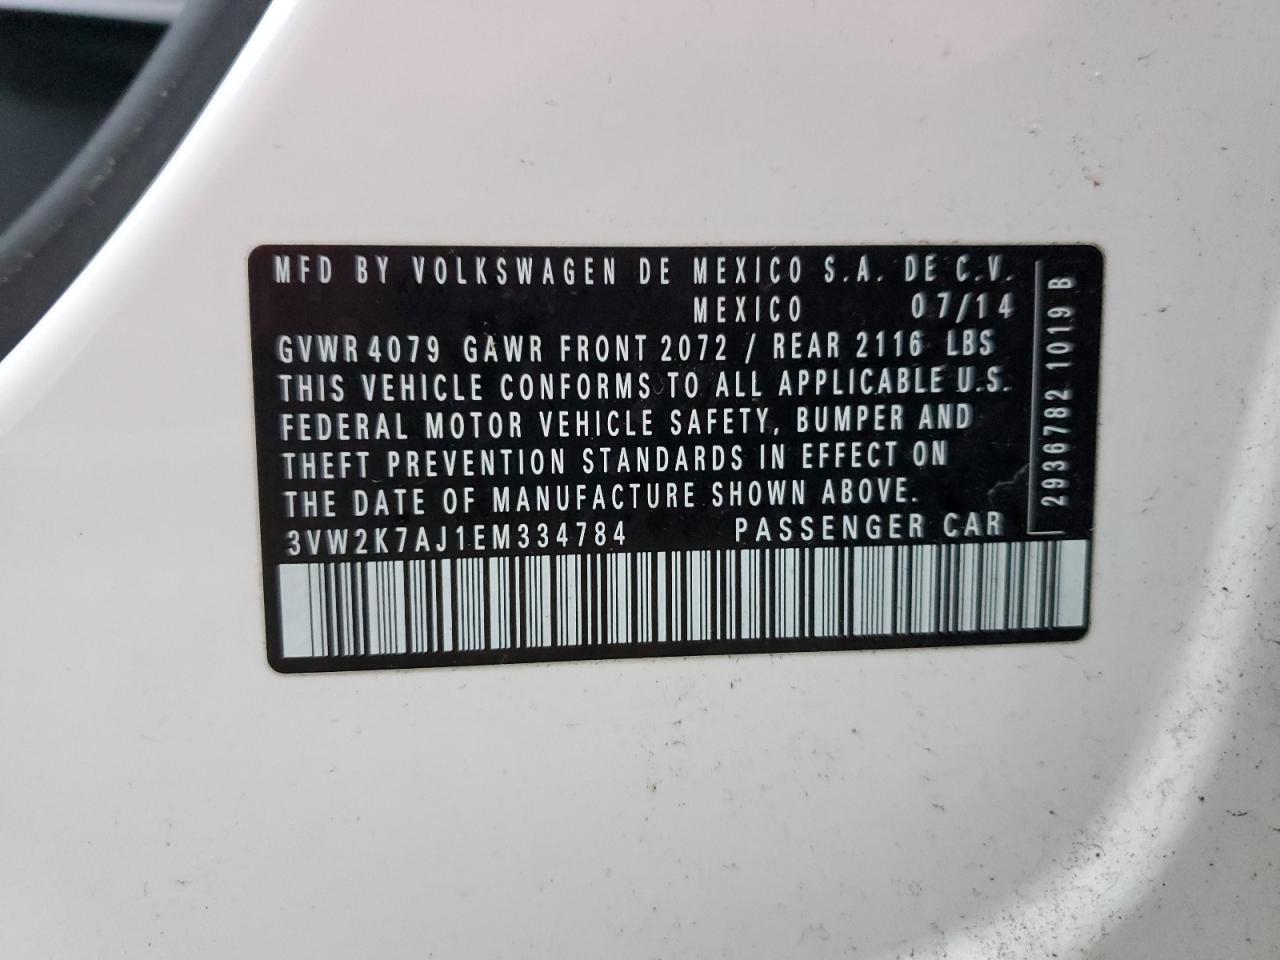 MFD BY VOLKSWAGEN DE MEXICO S.A. DE C.V.
MEXICO 07/14
GVWR 4079 GAWR FRONT 2072 / REAR 2116 LBS
THIS VEHICLE CONFORMS TO ALL APPLICABLE U.S.
FEDERAL MOTOR VEHICLE SAFETY, BUMPER AND
THEFT PREVENTION STANDARDS IN EFFECT ON
THE DATE OF MANUFACTURE SHOWN ABOVE.
3VW2K7AJ1EM334784 PASSENGER CAR
2936782 1019 B